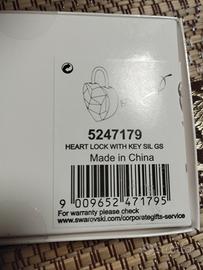 5247179
HEART LOCK WITH KEY SIL GS
Made in China
9 009652 471795
For warranty please check
www.swarovski.com/corporategifts-service